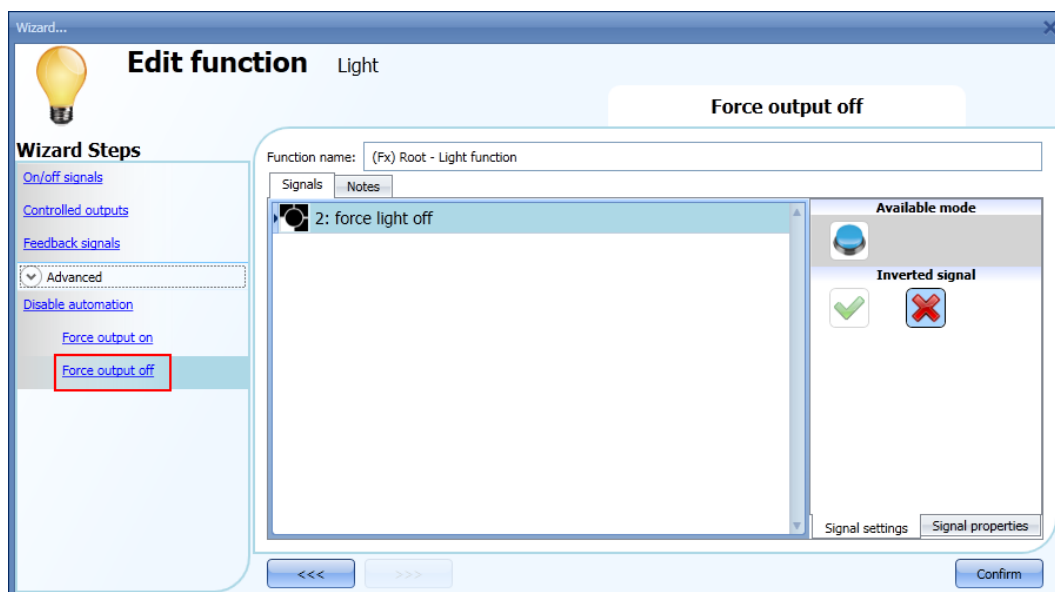 Wizard...
Edit function Light
Force output off
Wizard Steps
On/off signals
Controlled outputs
Feedback signals
Advanced
Disable automation
Force output on
Force output off
Function name: (Fx) Root - Light function
Signals Notes
2: force light off
Available mode
Inverted signal
Signal settings Signal properties
<<< >>> Confirm